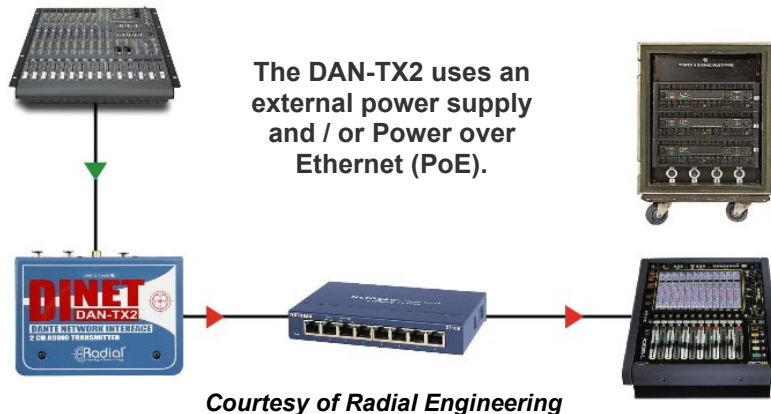 The DAN-TX2 uses an
external power supply
and / or Power over
Ethernet (PoE).
DINET
DAN-TX2
DANTE NETWORK INTERFACE
2 CH AUDIO TRANSMITTER
Radial
NETGEAR
Courtesy of Radial Engineering